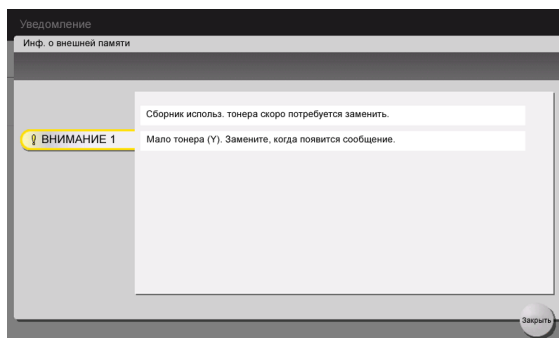 Уведомление
Инф. о внешней памяти
Сборник использ. тонера скоро потребуется заменить.
ВНИМАНИЕ 1
Мало тонера (Y). Замените, когда появится сообщение.
Закрыть